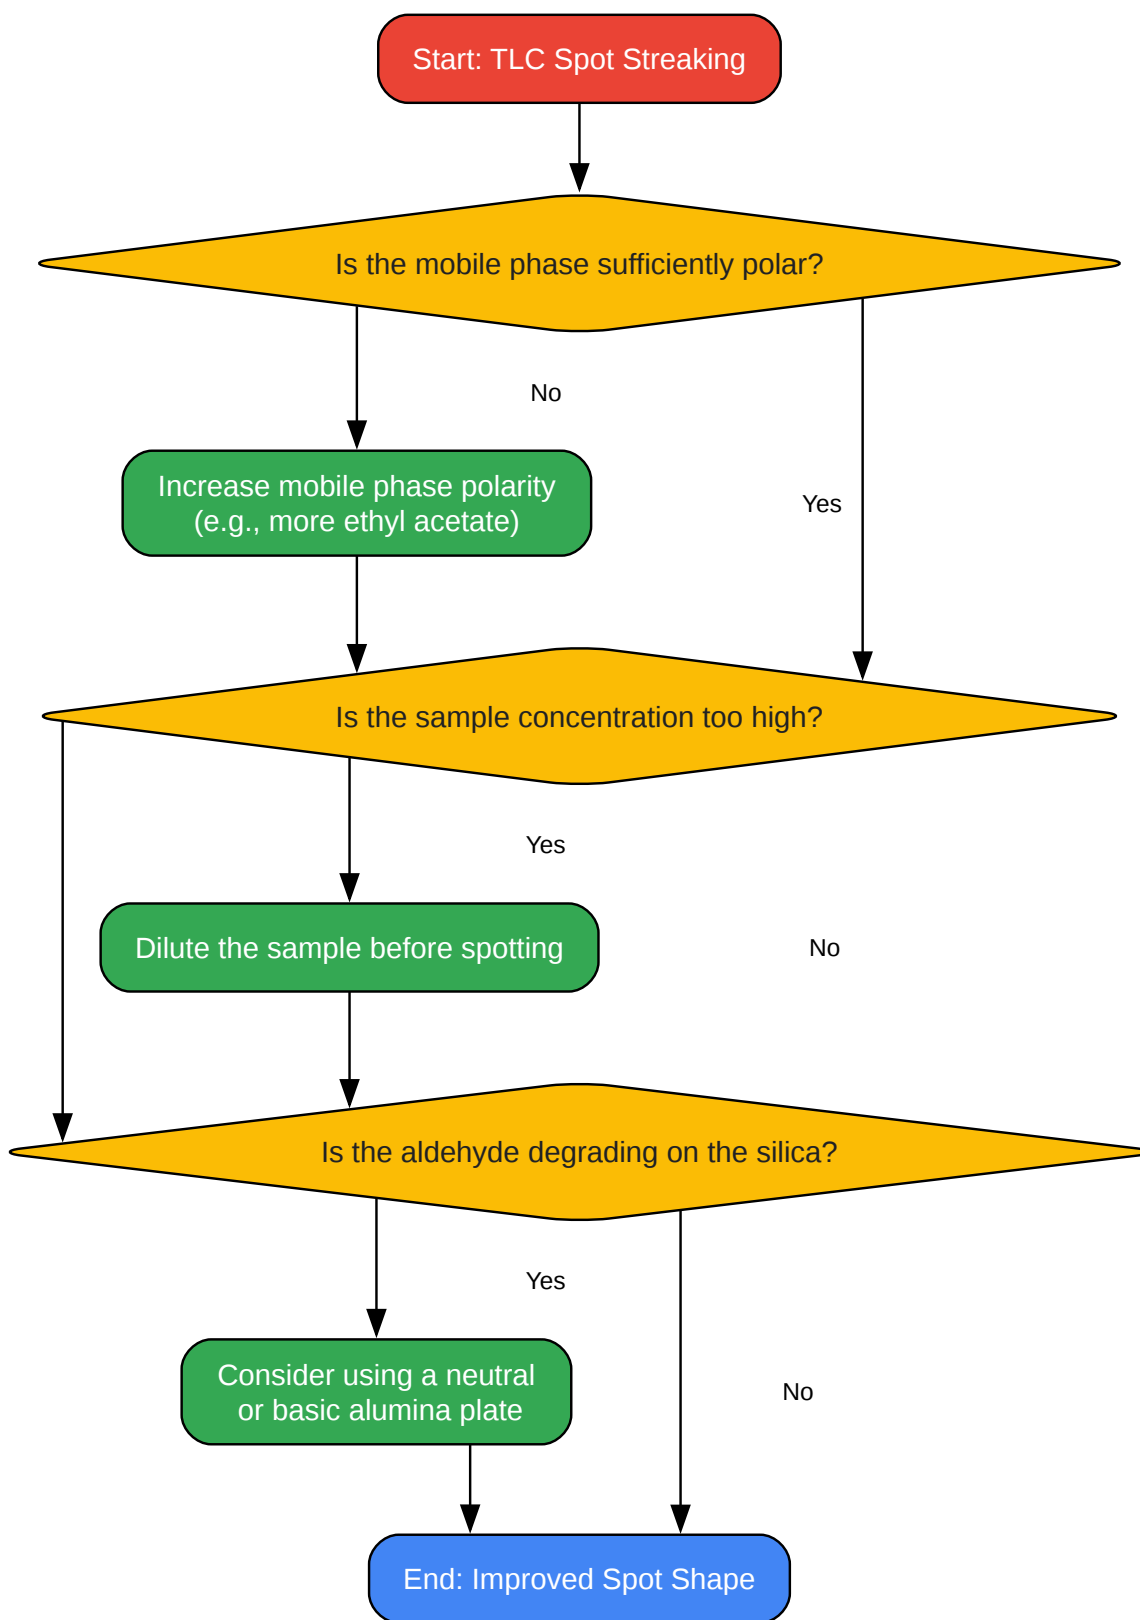 Start: TLC Spot Streaking
Is the mobile phase sufficiently polar?
No
Increase mobile phase polarity
(e.g., more ethyl acetate)
Yes
Is the sample concentration too high?
Yes
Dilute the sample before spotting
No
Is the aldehyde degrading on the silica?
Yes
Consider using a neutral
or basic alumina plate
No
End: Improved Spot Shape